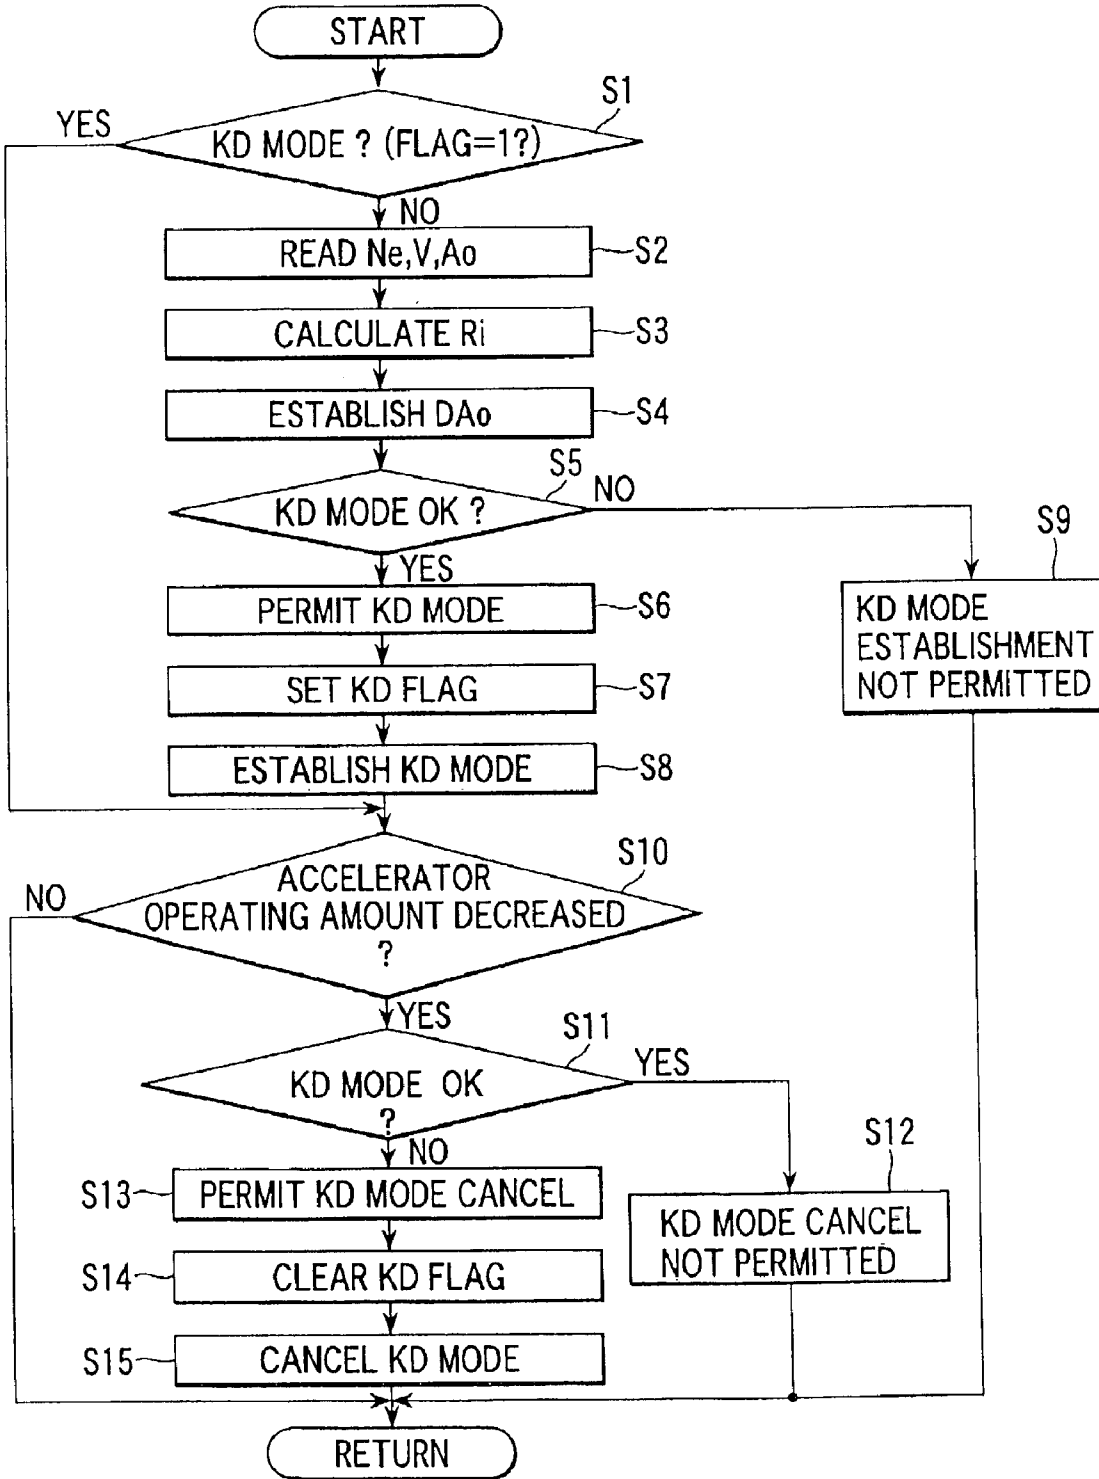 START
S1
YES
KD MODE ? (FLAG=1?)
NO
READ Ne,V,Ao
S2
CALCULATE Ri
S3
ESTABLISH DAo
S4
S5
NO
KD MODE OK ?
YES
S9
PERMIT KD MODE
S6
KD MODE
ESTABLISHMENT
NOT PERMITTED
SET KD FLAG
S7
ESTABLISH KD MODE
S8
S10
NO
ACCELERATOR
OPERATING AMOUNT DECREASED
?
YES
S11
YES
KD MODE OK
?
NO
S12
S13
PERMIT KD MODE CANCEL
KD MODE CANCEL
NOT PERMITTED
S14
CLEAR KD FLAG
S15
CANCEL KD MODE
RETURN